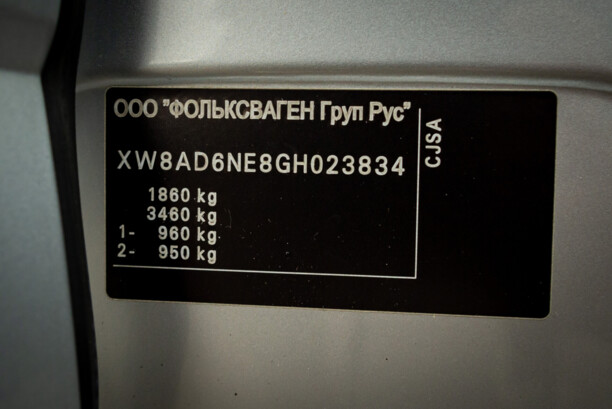 ООО "ФОЛЬКСВАГЕН Груп Рус"
XW8AD6NE8GH023834
1860 kg
3460 kg
1- 960 kg
2- 950 kg
CJSA